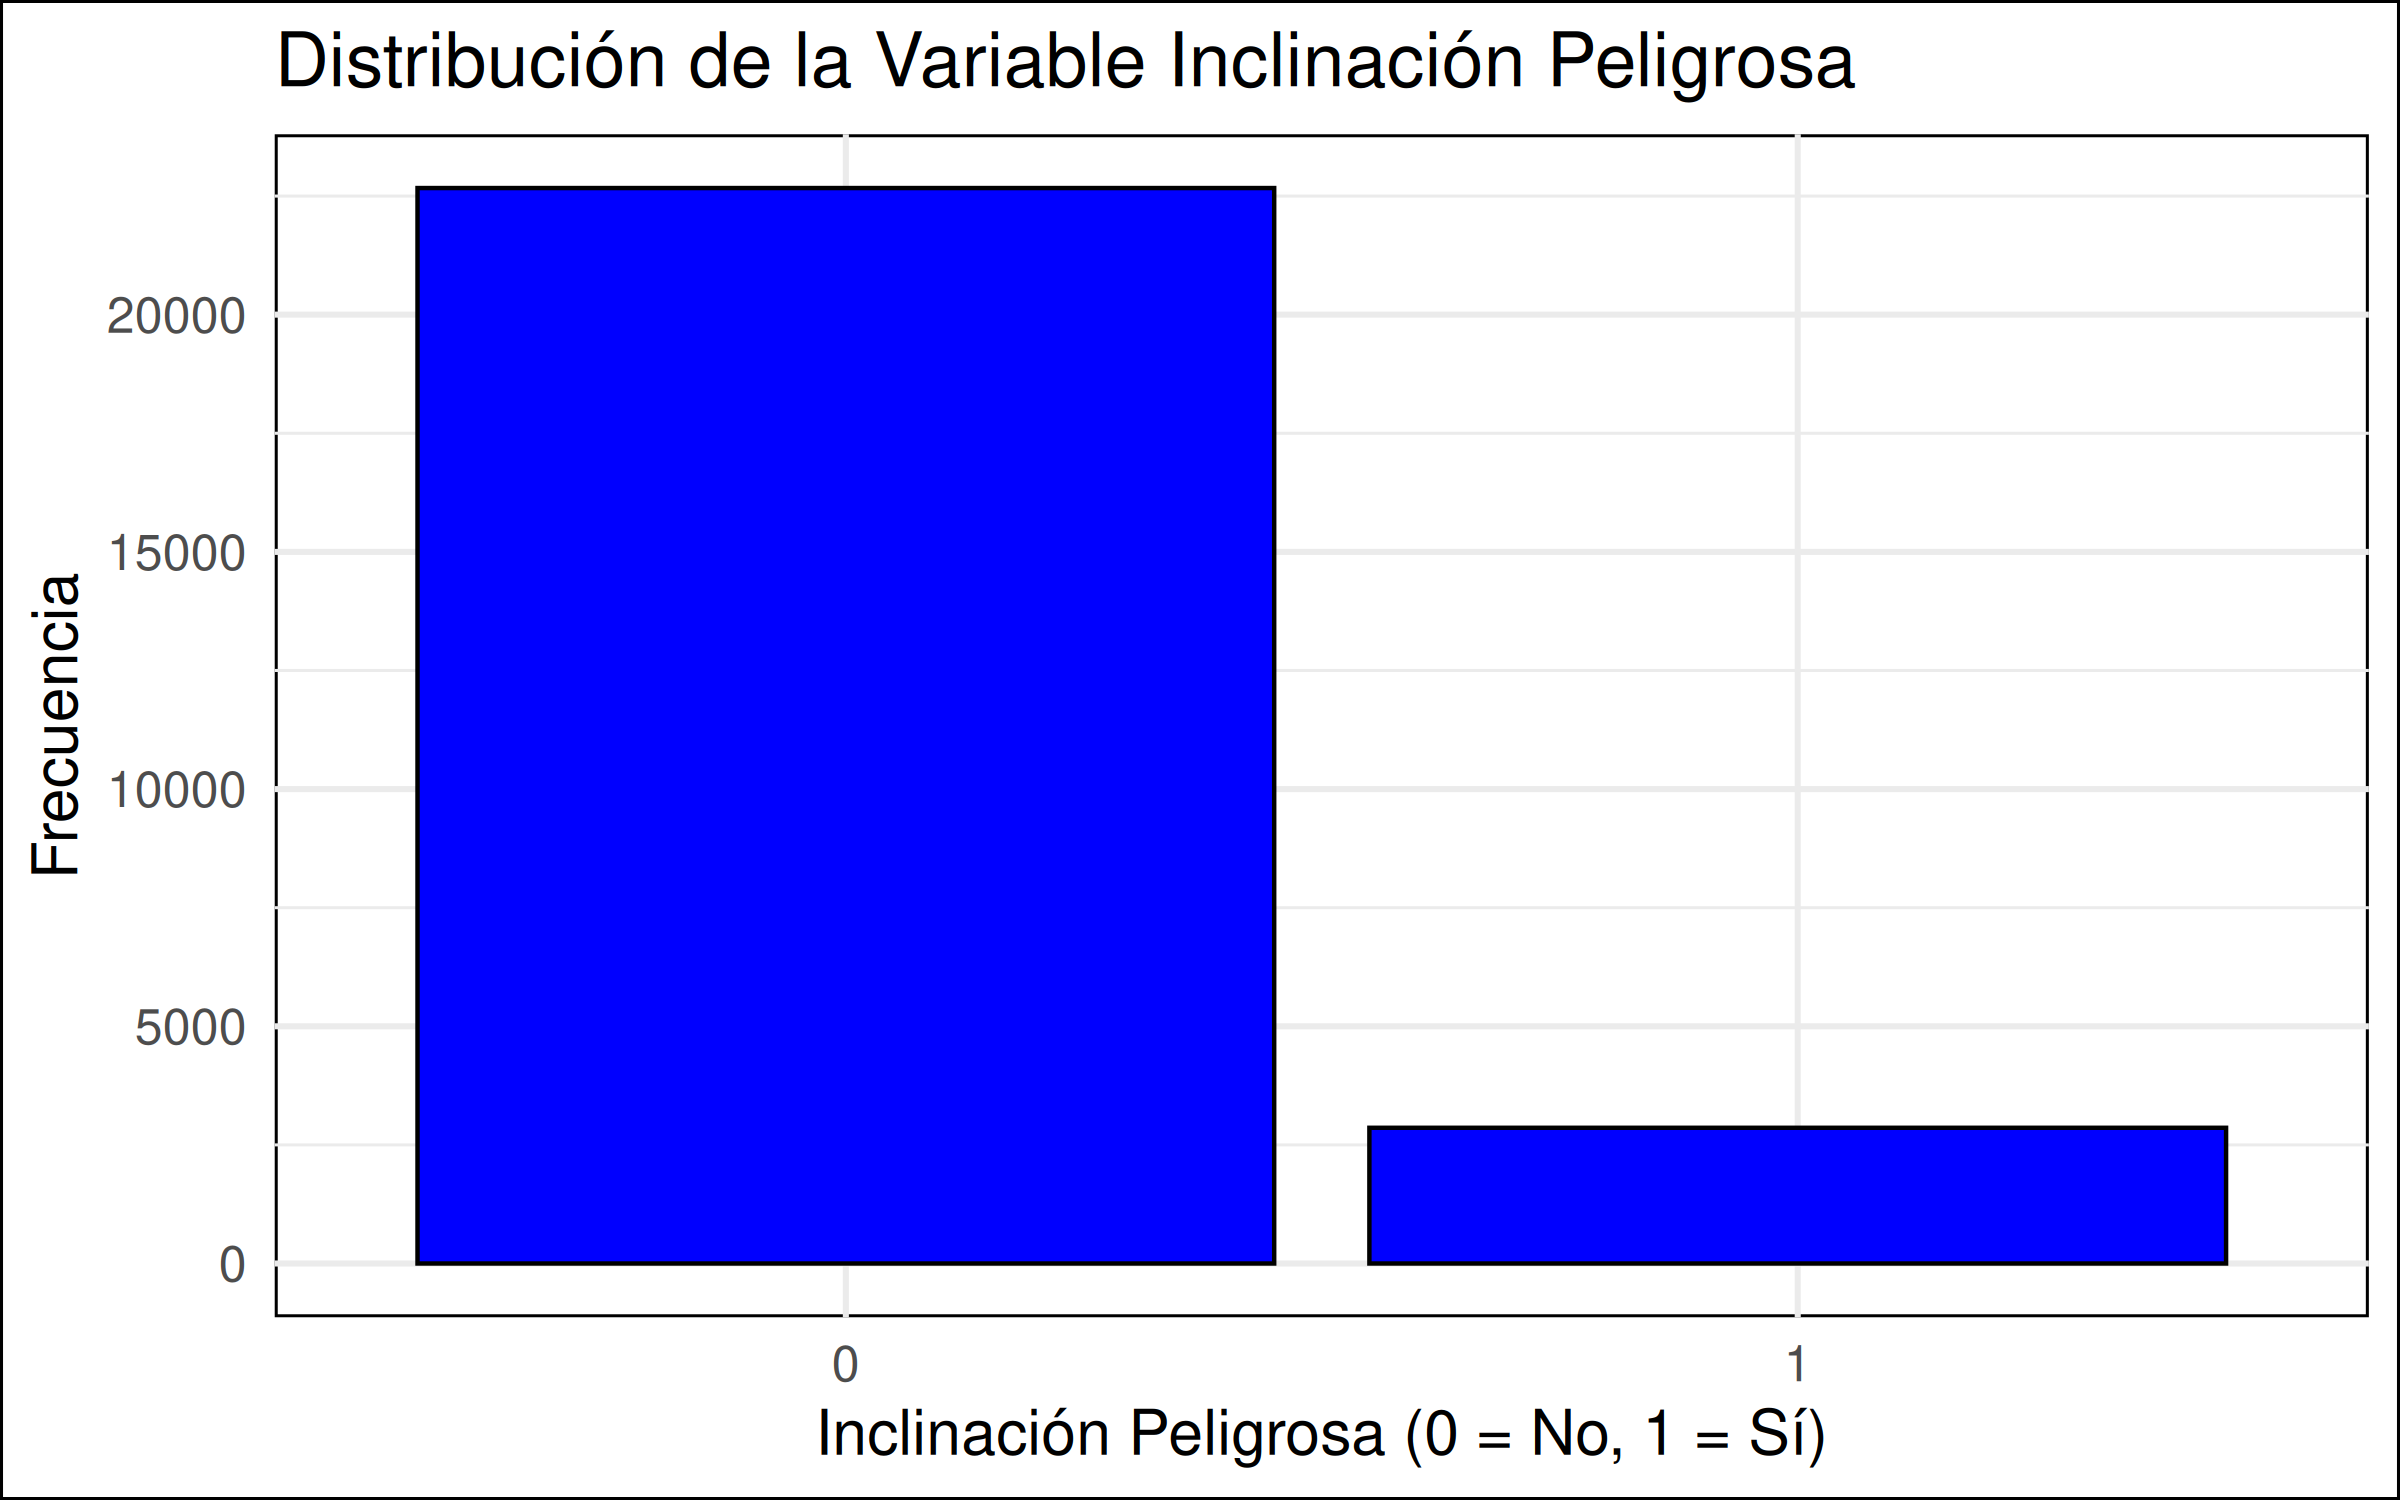 Distribución de la Variable Inclinación Peligrosa
Frecuencia
20000
15000
10000
5000
0
0 1
Inclinación Peligrosa (0 = No, 1 = Sí)